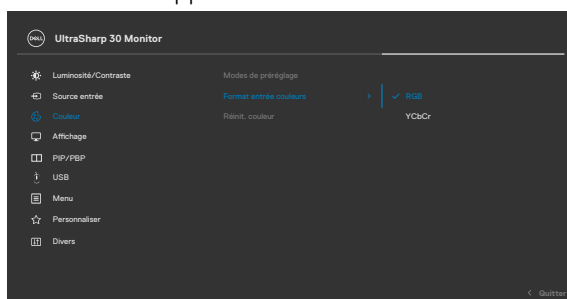 DELL UltraSharp 30 Monitor
Luminosité/Contraste Modes de préréglage
Source entrée Format entrée couleurs RGB
Couleur Réinit. couleur YCbCr
Affichage
PIP/PBP
USB
Menu
Personnaliser
Divers
Quitter